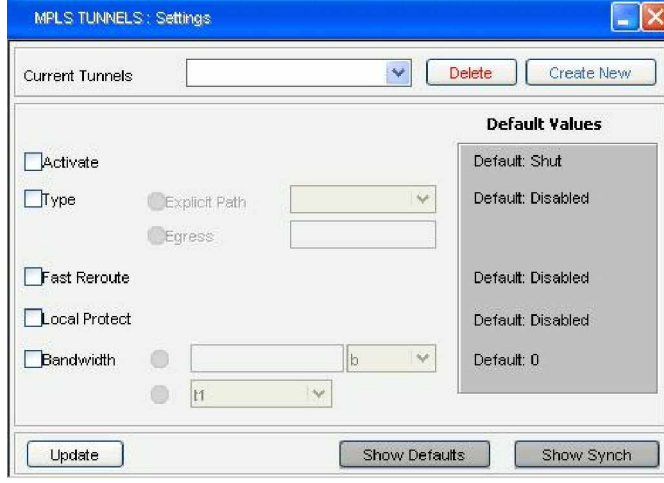 MPLS TUNNELS : Settings
Current Tunnels Delete Create New
Default Values
Activate Default: Shut
Type Explicit Path Default: Disabled
Egress
Fast Reroute Default: Disabled
Local Protect Default: Disabled
Bandwidth b Default: 0
t1
Update Show Defaults Show Synch